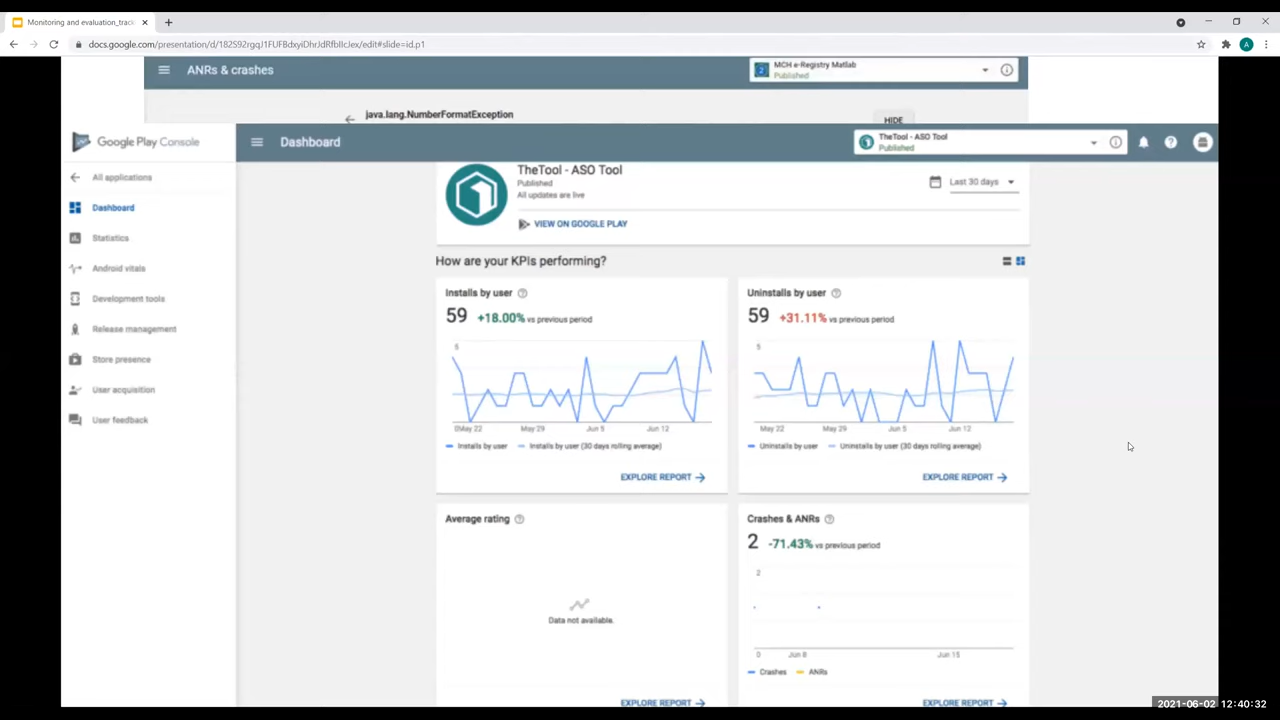 Monitoring and evaluation_track
docs.google.com/presentation/d/
/edit#slide=id.p1
A
ANRs & crashes
MCH e-Registry Matlab
Published
java.lang.NumberFormatException
HIDE
Google Play Console
Dashboard
TheTool - ASO Tool
Published
All applications
Dashboard
Statistics
Android vitals
Development tools
Release management
Store presence
User acquisition
User feedback
TheTool - ASO Tool
Published
All updates are live
Last 30 days
VIEW ON GOOGLE PLAY
How are your KPIs performing?
Installs by user
59 +18.00% vs previous period
5
0May 22 May 29 Jun 5 Jun 12
Installs by user Installs by user (30 days rolling average)
EXPLORE REPORT
Uninstalls by user
59 +31.11% vs previous period
5
May 22 May 29 Jun 5 Jun 12
Uninstalls by user Uninstalls by user (30 days rolling average)
EXPLORE REPORT
Average rating
Data not available.
EXPLORE REPORT
Crashes & ANRs
2 -71.43% vs previous period
2
0 Jun 8 Jun 15
Crashes ANRs
EXPLORE REPORT
2021-06-02 12:40:32